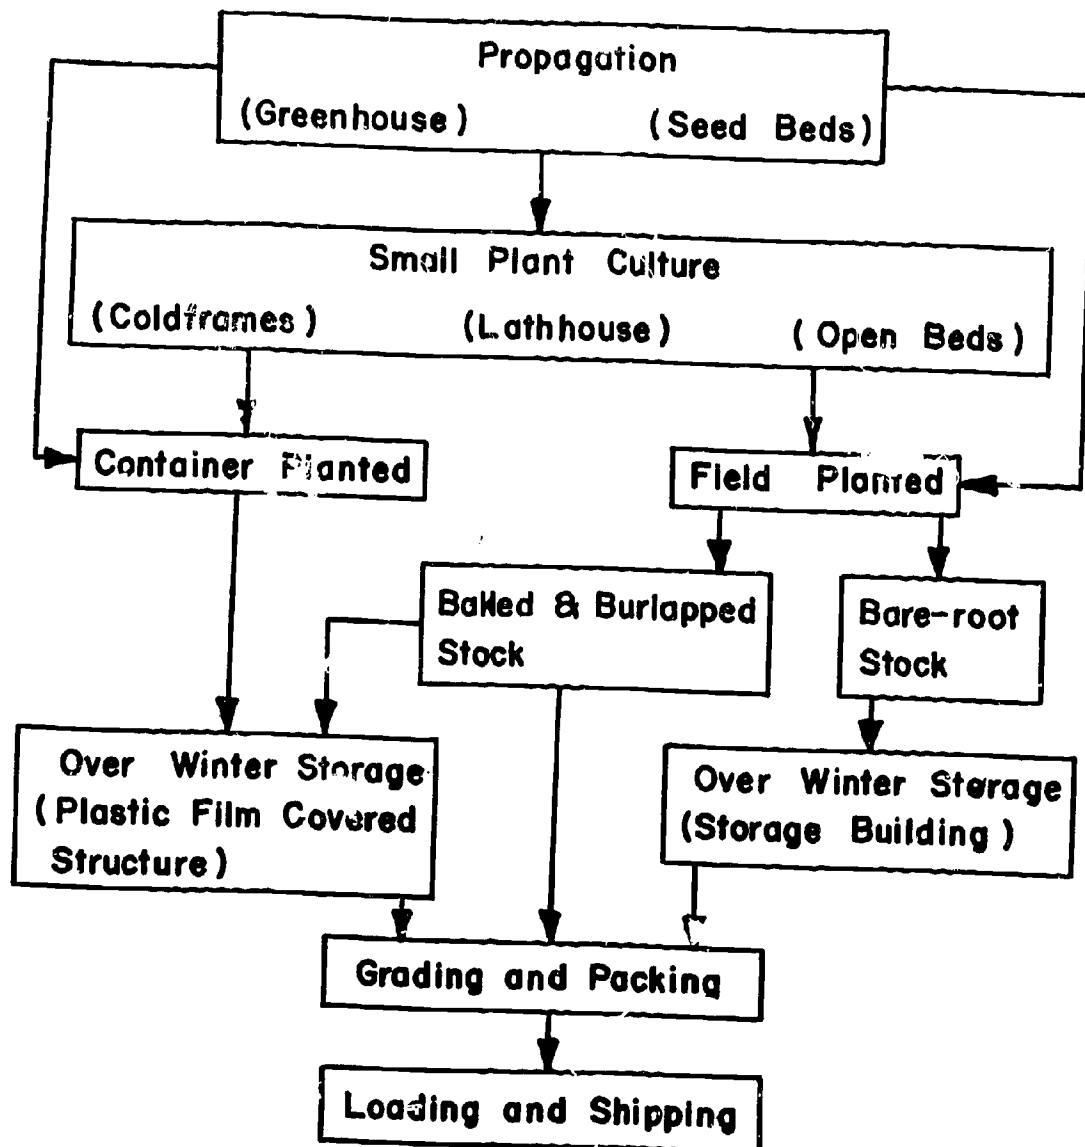 Propagation
(Greenhouse) (Seed Beds)
Small Plant Culture
(Coldframes) (Lathhouse) (Open Beds)
Container Planted
Field Planted
Balled & Burlapped
Stock
Bare-root
Stock
Over Winter Storage
(Plastic Film Covered
Structure)
Over Winter Storage
(Storage Building)
Grading and Packing
Loading and Shipping